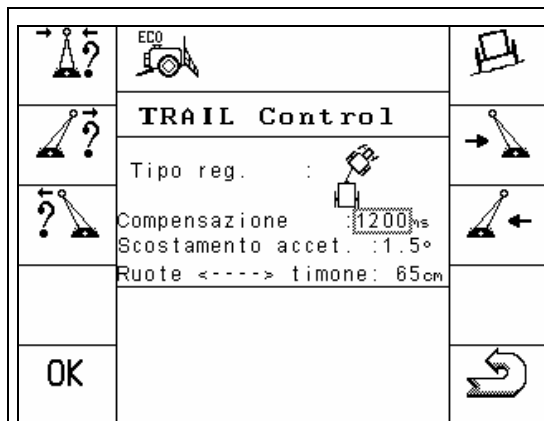 ECO
TRAIL Control
Tipo reg. :
Compensazione :1200ms
Scostamento accet. :1.5°
Ruote <----> timone: 65cm
? 
?
?
OK